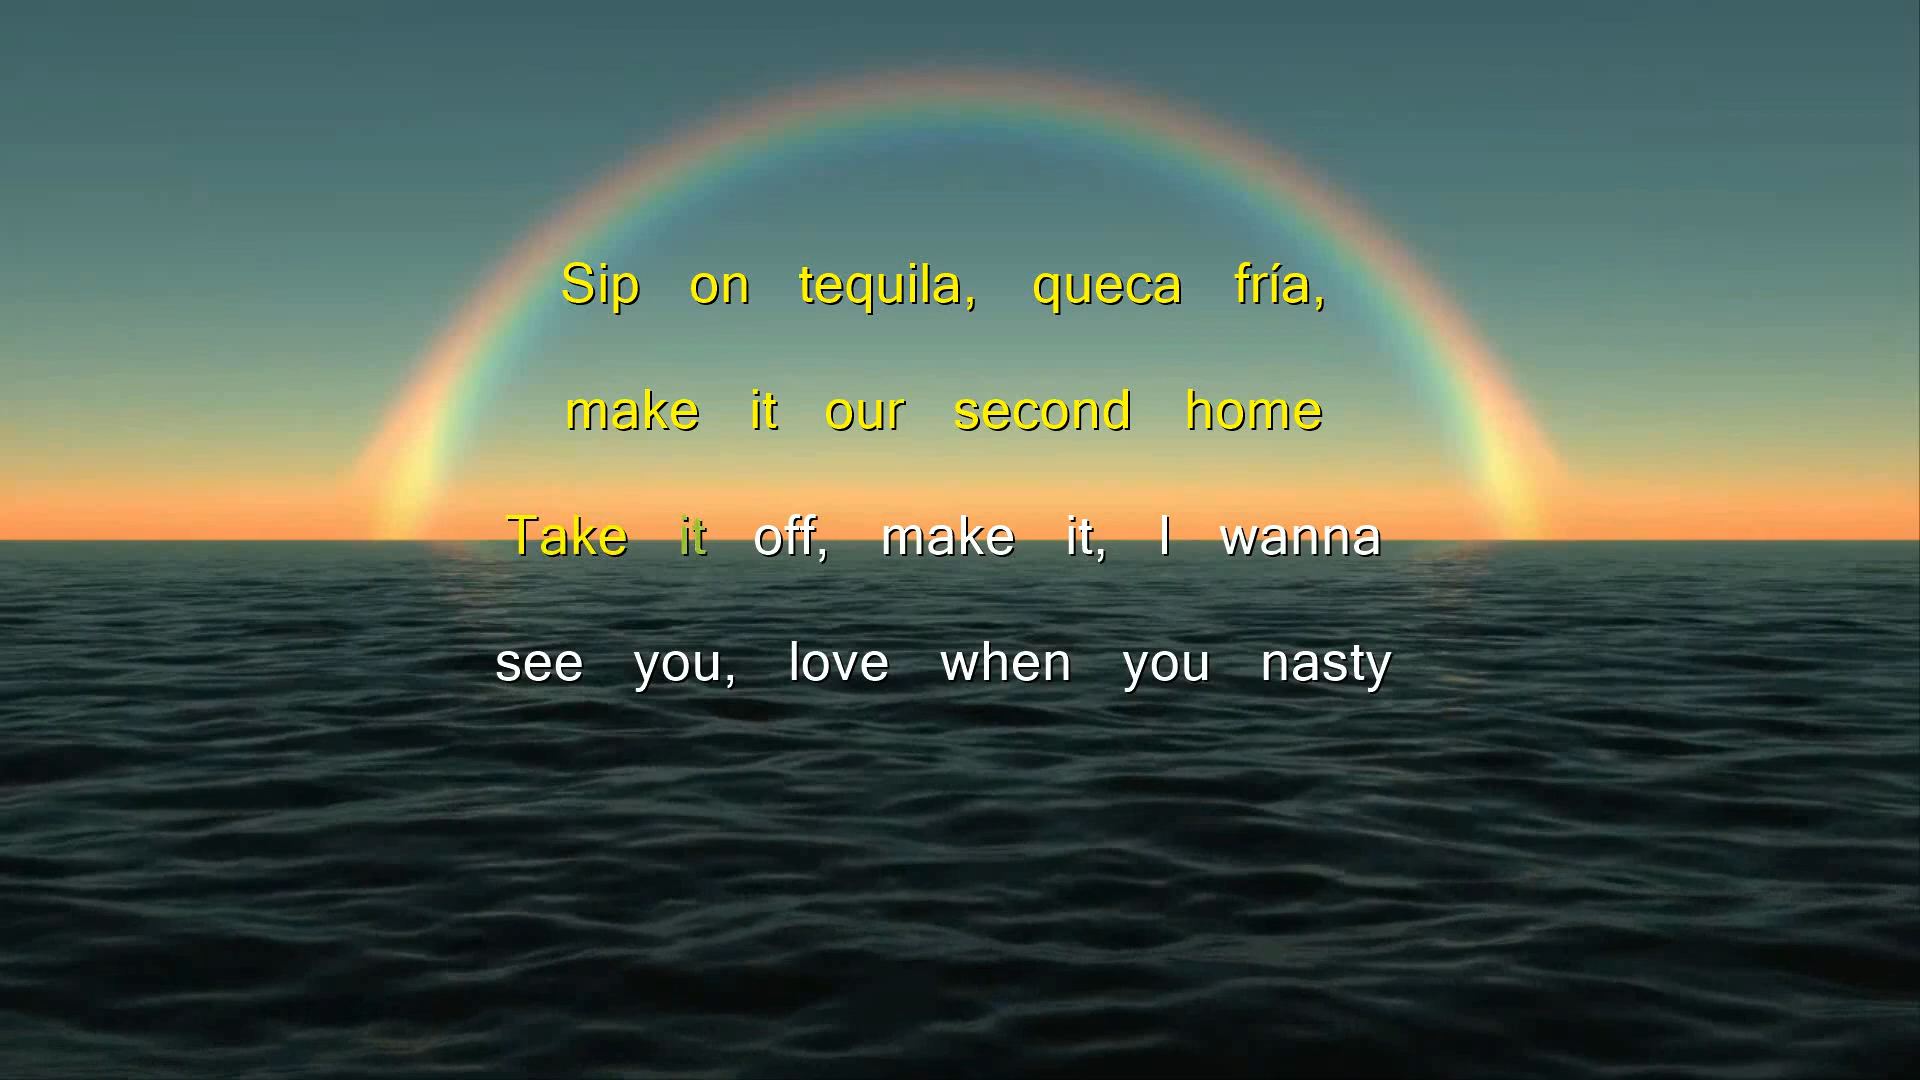 Sip on tequila, queca fría,
make it our second home
Take it off, make it, I wanna
see you, love when you nasty